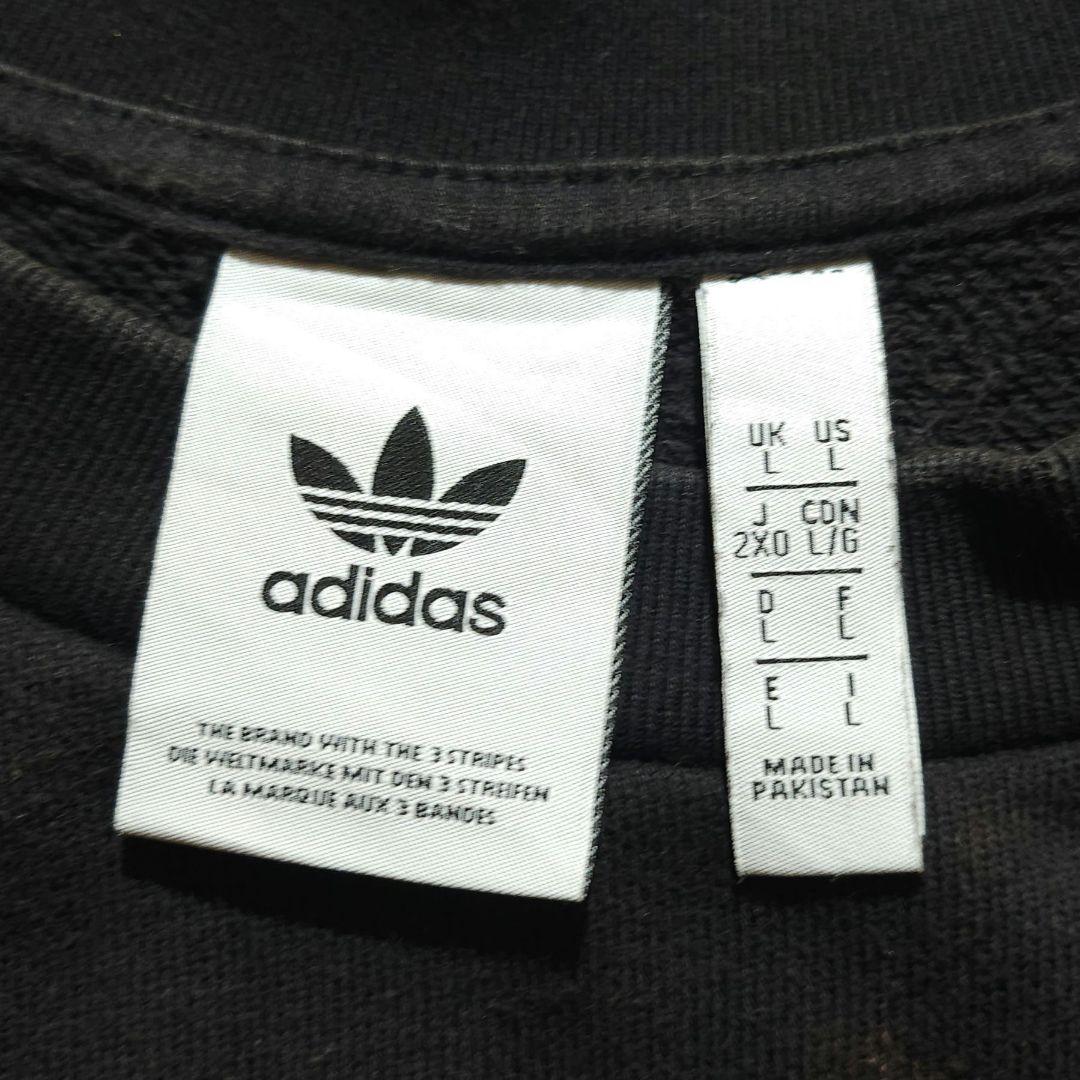 adidas
THE BRAND WITH THE 3 STRIPES
DIE WELTMARKE MIT DEN 3 STREIFEN
LA MARQUE AUX 3 BANDES
UK US
L L
J CDN
2XO L/G
D F
L L
E I
L L
MADE IN
PAKISTAN